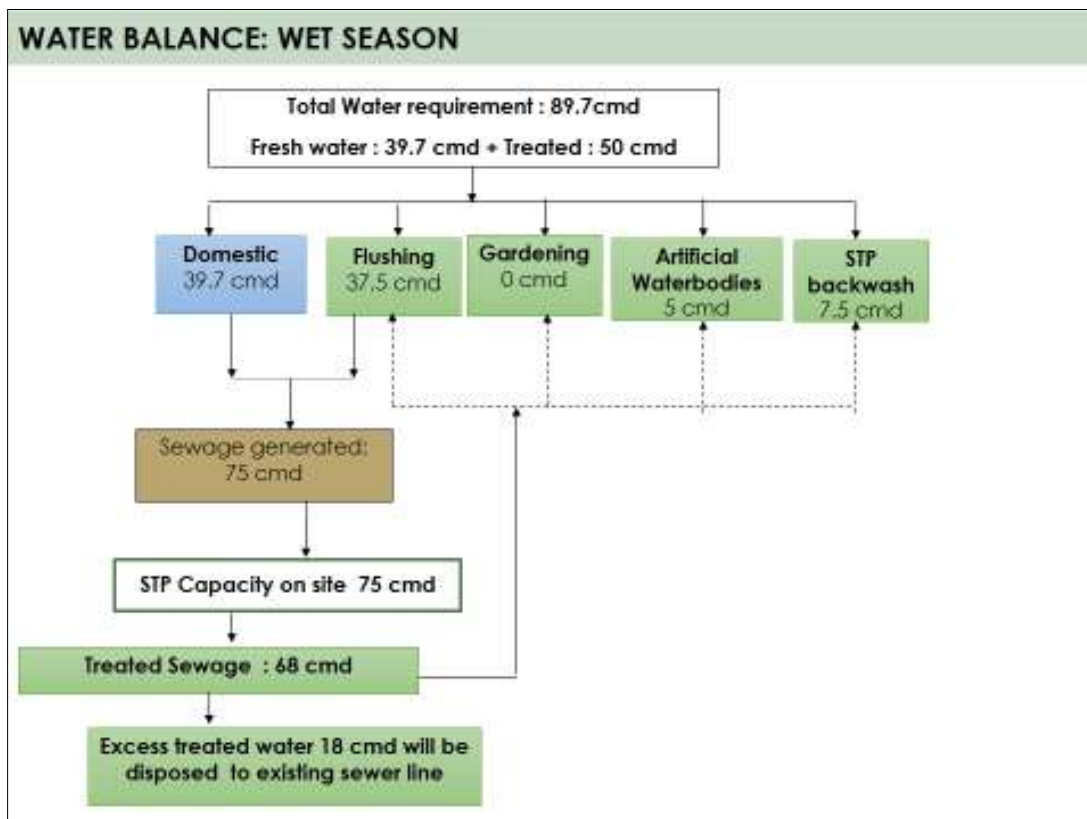 WATER BALANCE: WET SEASON
Total Water requirement : 89.7cmd
Fresh water : 39.7 cmd + Treated : 50 cmd
Domestic
39.7 cmd
Flushing
37.5 cmd
Gardening
0 cmd
Artificial
Waterbodies
5 cmd
STP
backwash
7.5 cmd
Sewage generated:
75 cmd
STP Capacity on site 75 cmd
Treated Sewage : 68 cmd
Excess treated water 18 cmd will be
disposed to existing sewer line